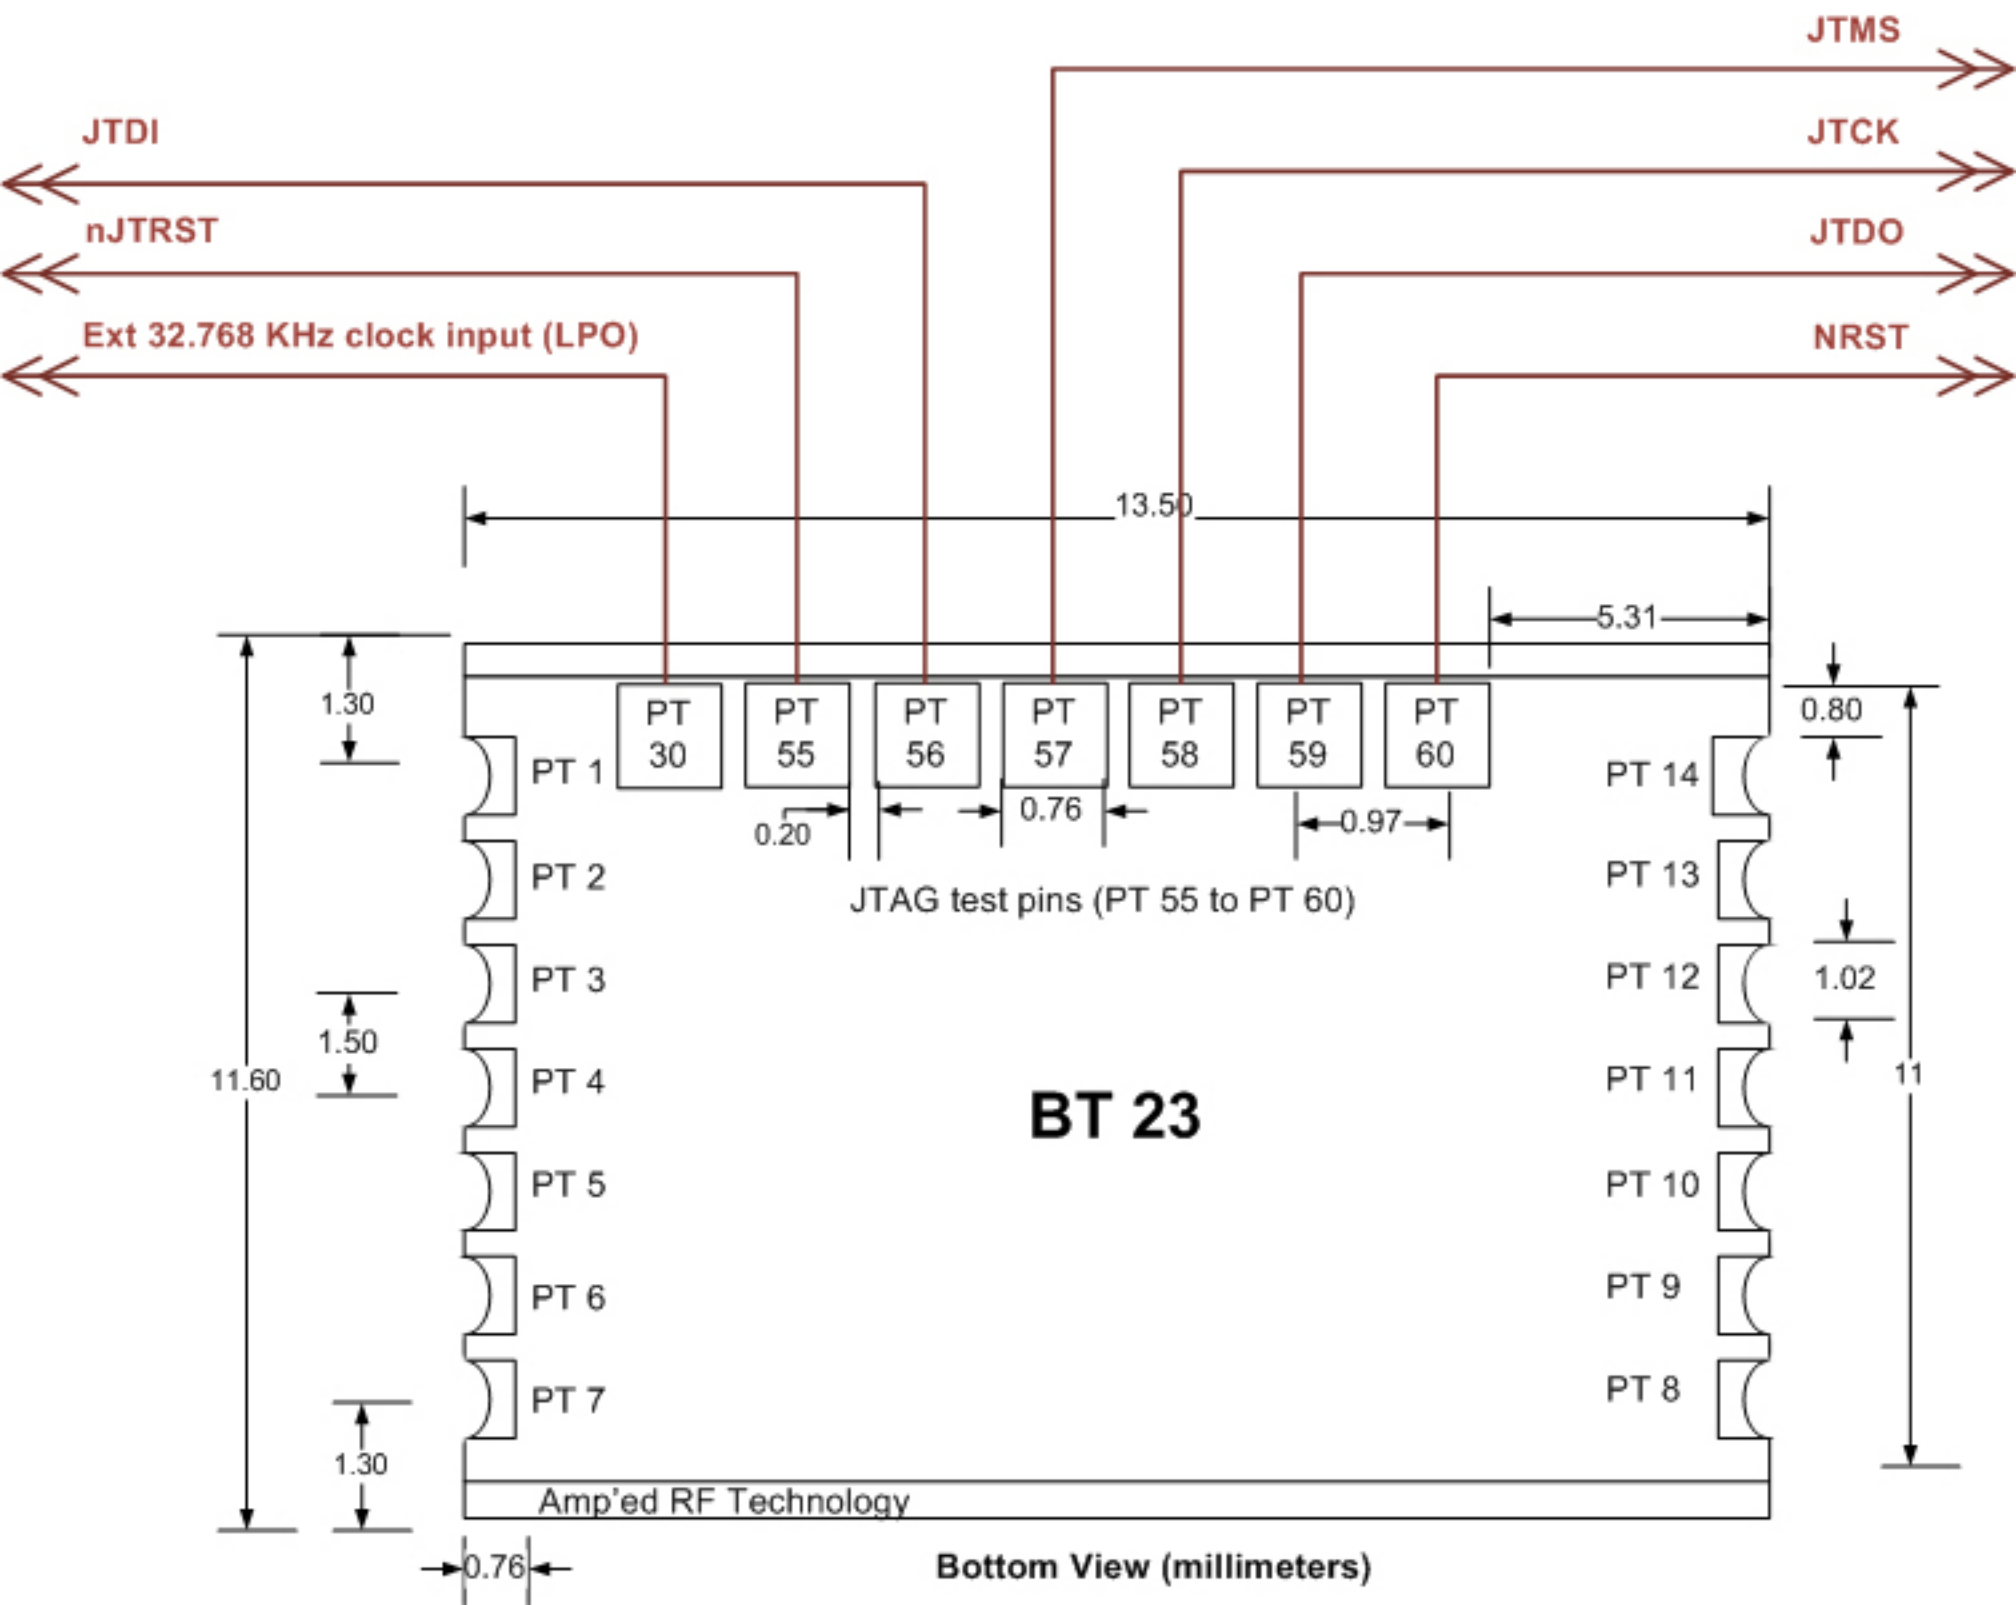 JTMS
JTDI
JTCK
nJTRST
JTDO
Ext 32.768 KHz clock input (LPO)
NRST
13.50
5.31
1.30
0.80
PT 30
PT 55
PT 56
PT 57
PT 58
PT 59
PT 60
PT 1
PT 14
0.20
0.76
0.97
PT 2
PT 13
JTAG test pins (PT 55 to PT 60)
PT 3
PT 12
1.02
1.50
11.60
PT 4
BT 23
PT 11
11
PT 5
PT 10
PT 6
PT 9
PT 7
PT 8
1.30
Amp'ed RF Technology
0.76
Bottom View (millimeters)